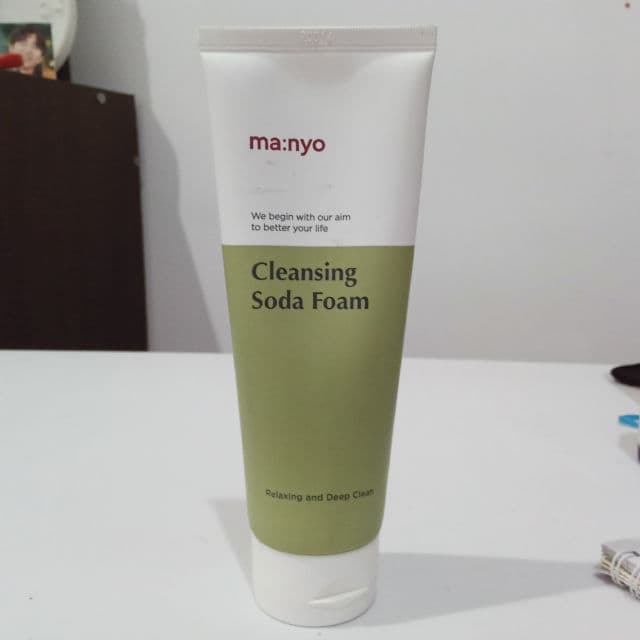 ma:nyo
We begin with our aim
to better your life
Cleansing
Soda Foam
Relaxing and Deep Clean